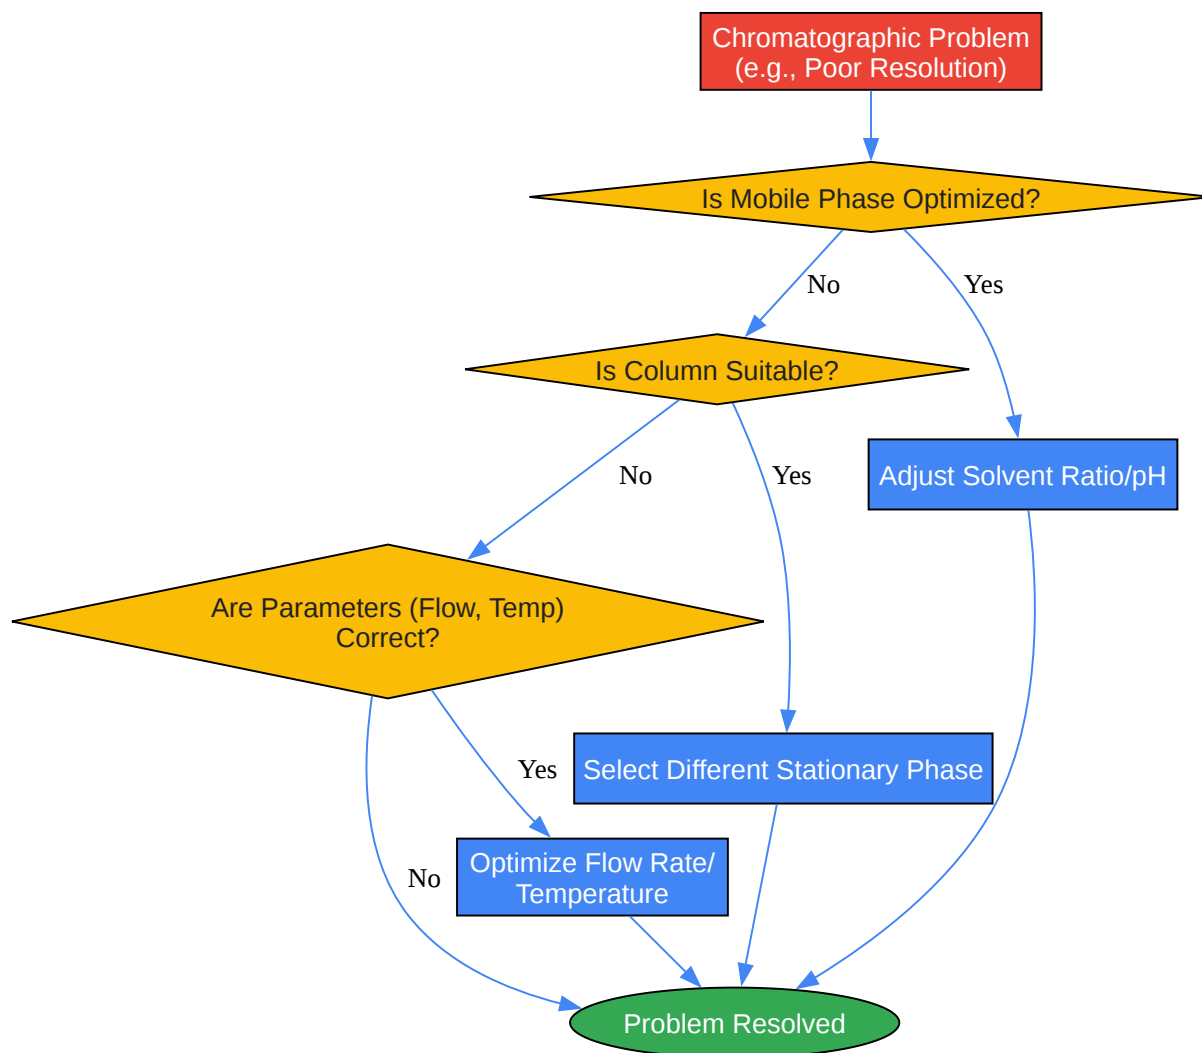 Chromatographic Problem
(e.g., Poor Resolution)
Is Mobile Phase Optimized?
No
Yes
Is Column Suitable?
No
Yes
Adjust Solvent Ratio/pH
Are Parameters (Flow, Temp)
Correct?
Yes
Select Different Stationary Phase
No
Optimize Flow Rate/
Temperature
Problem Resolved